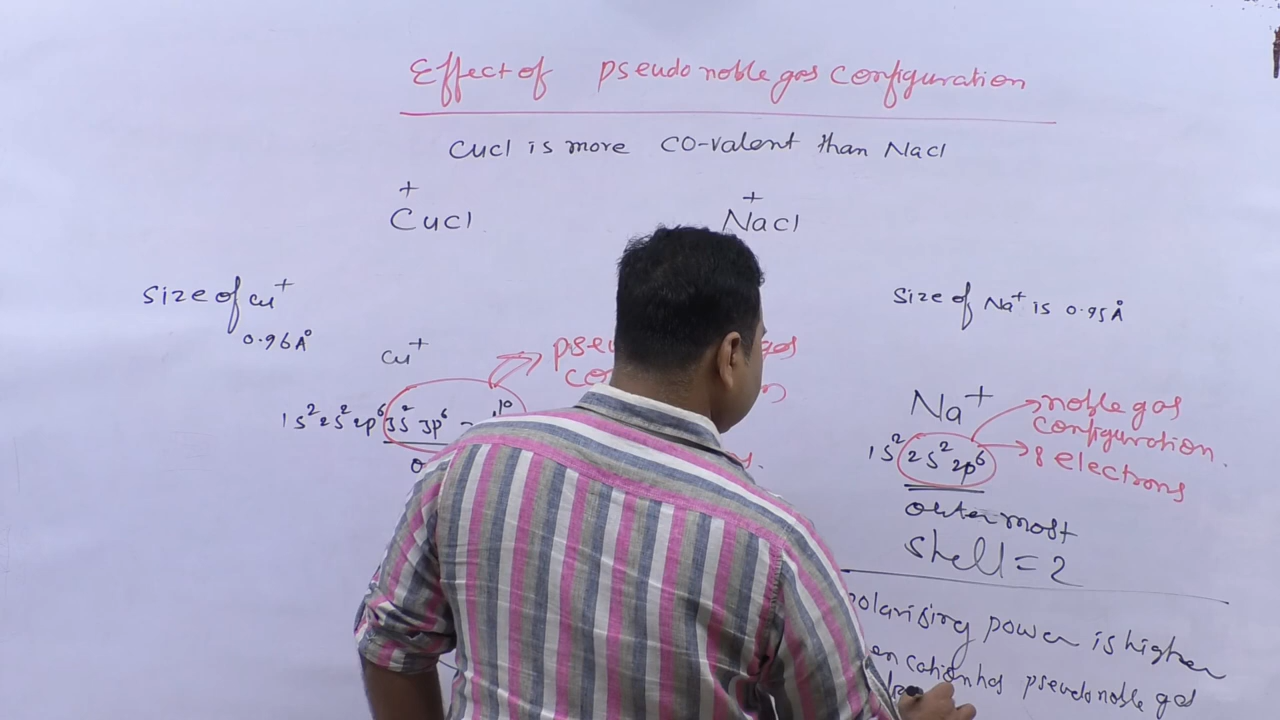 Effect of pseudo noble gas configuration
CuCl is more co-valent than NaCl
+
CuCl
+
NaCl
Size of Cu⁺
0.96 Å
Size of Na⁺ is 0.95 Å
Cu⁺
1s² 2s² 2p⁶ 3s² 3p⁶
10
gas
Na⁺
1s² 2s² 2p⁶
noble gas
configuration.
8 electrons
outermost
shell = 2
polarising power is higher
cation has pseudo noble gas